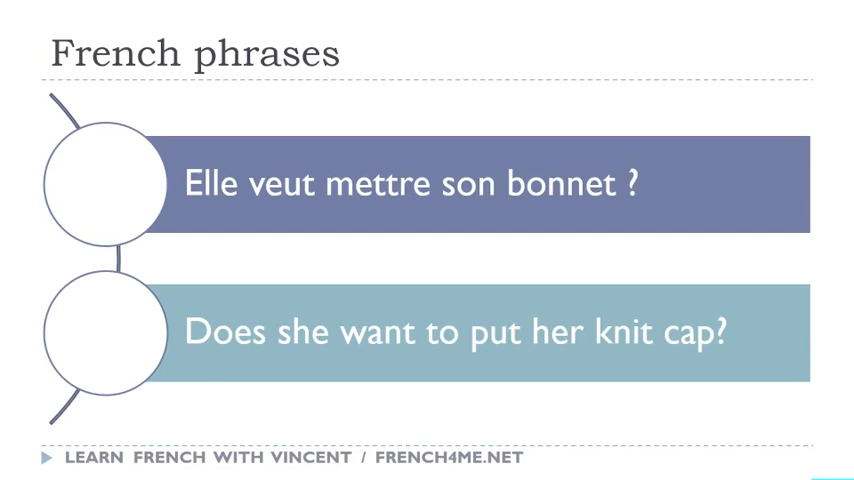 French phrases
Elle veut mettre son bonnet ?
Does she want to put her knit cap?
LEARN FRENCH WITH VINCENT / FRENCH4ME.NET